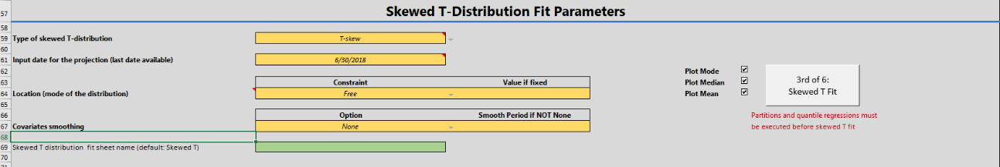 57 Skewed T-Distribution Fit Parameters
58
59 Type of skewed T-distribution T-skew
60
61 Input date for the projection (last date available) 6/30/2018
62 Plot Mode
63 Constraint Value if fixed Plot Median 3rd of 6:
64 Location (mode of the distribution) Free Plot Mean Skewed T Fit
65
66 Option Smooth Period if NOT None Partitions and quantile regressions must
67 Covariates smoothing None be executed before skewed T fit
68
69 Skewed T distribution fit sheet name (default: Skewed T)
70